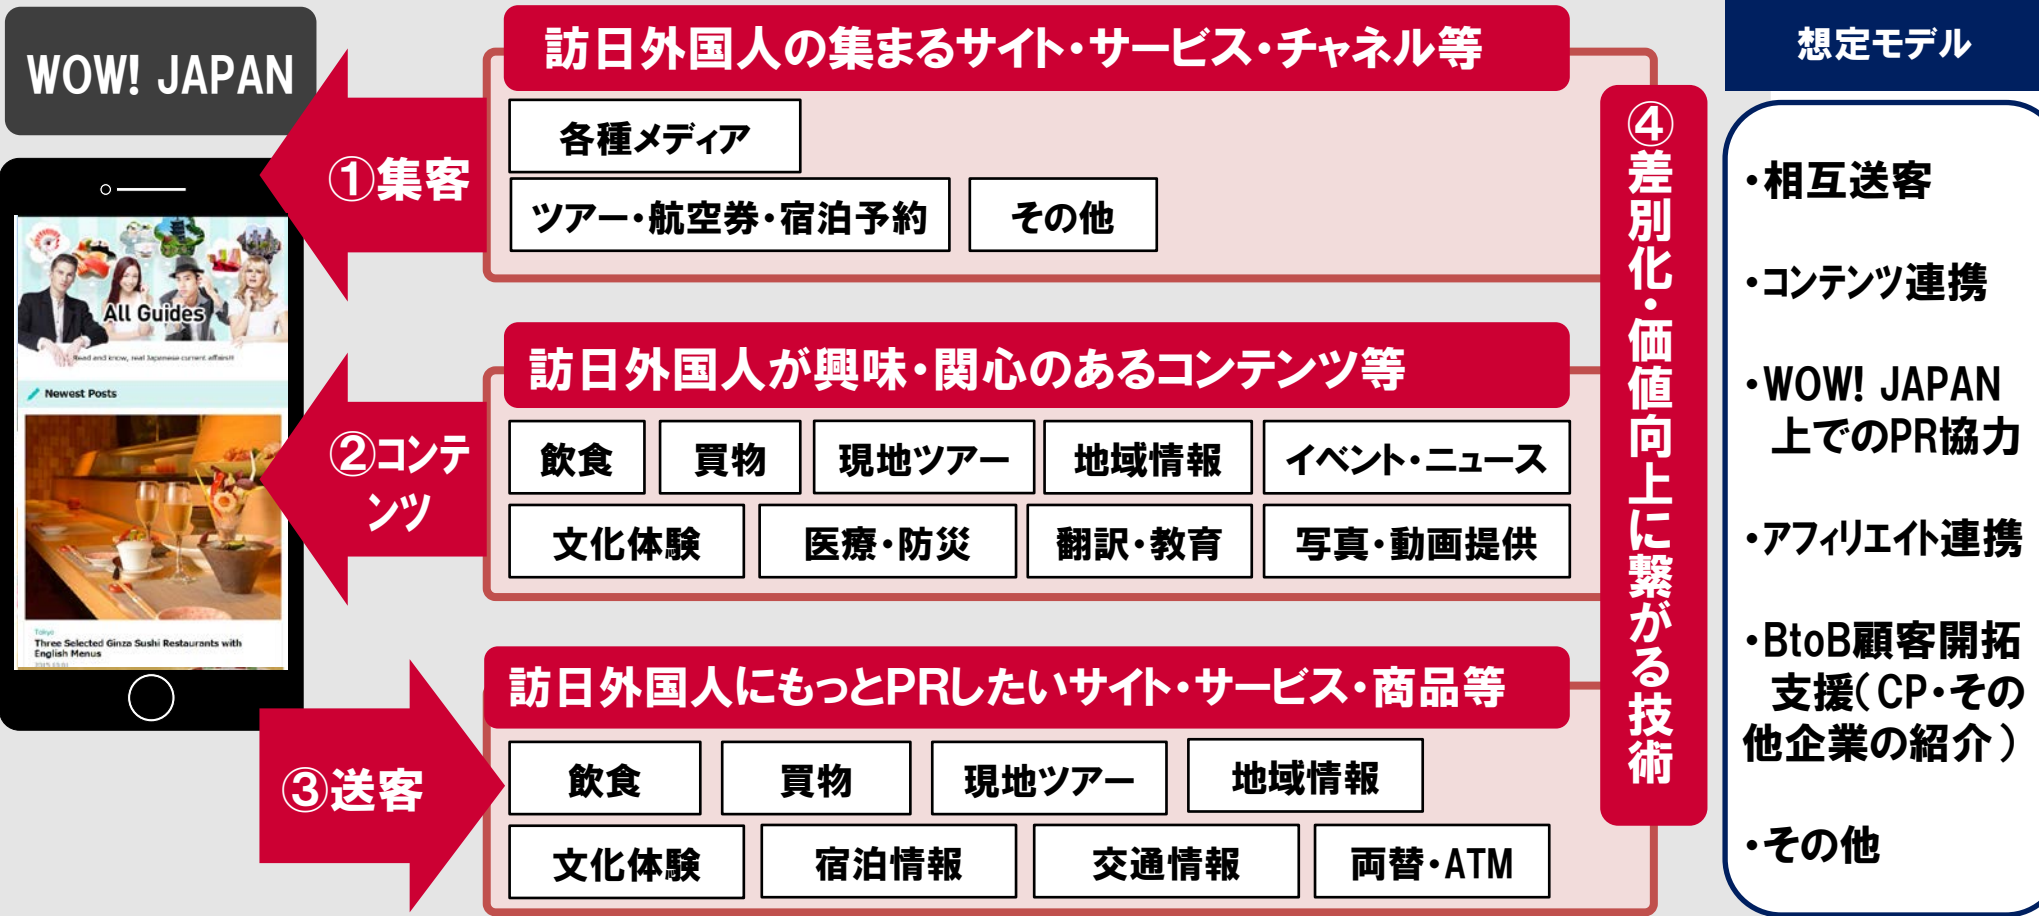 WOW! JAPAN
All Guides
Read and know, real Japanese current affairs!!
Newest Posts
Tokyo
Three Selected Ginza Sushi Restaurants with
English Menus
①集客
訪日外国人の集まるサイト・サービス・チャネル等
各種メディア
ツアー・航空券・宿泊予約
その他
②コンテ
ンツ
訪日外国人が興味・関心のあるコンテンツ等
飲食
買物
現地ツアー
地域情報
イベント・ニュース
文化体験
医療・防災
翻訳・教育
写真・動画提供
③送客
訪日外国人にもっとPRしたいサイト・サービス・商品等
飲食
買物
現地ツアー
地域情報
文化体験
宿泊情報
交通情報
両替・ATM
④差別化・価値向上に繋がる技術
想定モデル
・相互送客
・コンテンツ連携
・WOW! JAPAN
上でのPR協力
・アフィリエイト連携
・BtoB顧客開拓
支援(CP・その
他企業の紹介)
・その他